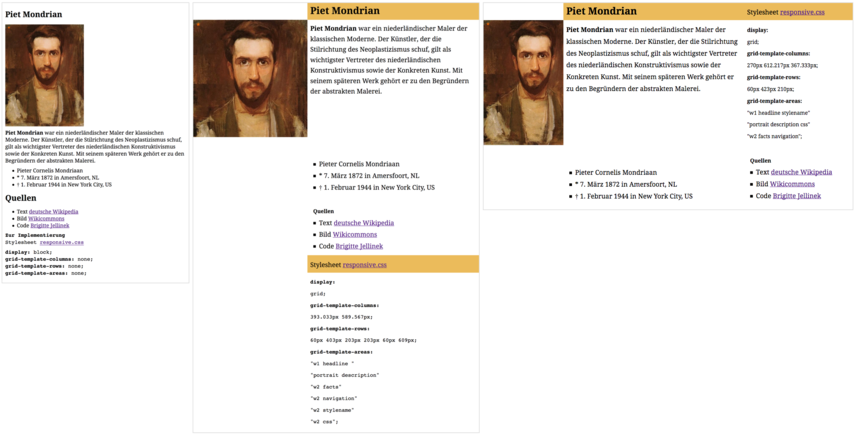 Piet Mondrian
Piet Mondrian war ein niederländischer Maler der klassischen
Moderne. Der Künstler, der die Stilrichtung des Neoplastizismus schuf,
gilt als wichtigster Vertreter des niederländischen Konstruktivismus
sowie der Konkreten Kunst. Mit seinem späteren Werk gehört er zu den
Begründern der abstrakten Malerei.
Pieter Cornelis Mondriaan
* 7. März 1872 in Amersfoort, NL
† 1. Februar 1944 in New York City, US
Quellen
Text deutsche Wikipedia
Bild Wikicommons
Code Brigitte Jellinek
Zur Implementierung
Stylesheet responsive.css
display: block;
grid-template-columns: none;
grid-template-rows: none;
grid-template-areas: none;
Piet Mondrian
Piet Mondrian war ein niederländischer Maler der
klassischen Moderne. Der Künstler, der die
Stilrichtung des Neoplastizismus schuf, gilt als
wichtigster Vertreter des niederländischen
Konstruktivismus sowie der Konkreten Kunst. Mit
seinem späteren Werk gehört er zu den Begründern
der abstrakten Malerei.
Pieter Cornelis Mondriaan
* 7. März 1872 in Amersfoort, NL
† 1. Februar 1944 in New York City, US
Quellen
Text deutsche Wikipedia
Bild Wikicommons
Code Brigitte Jellinek
Stylesheet responsive.css
display:
grid;
grid-template-columns:
393.033px 589.567px;
grid-template-rows:
60px 403px 203px 203px 60px 609px;
grid-template-areas:
"w1 headline "
"portrait description"
"w2 facts"
"w2 navigation"
"w2 stylename"
"w2 css";
Piet Mondrian
Piet Mondrian war ein niederländischer Maler der
klassischen Moderne. Der Künstler, der die Stilrichtung
des Neoplastizismus schuf, gilt als wichtigster Vertreter
des niederländischen Konstruktivismus sowie der
Konkreten Kunst. Mit seinem späteren Werk gehört er
zu den Begründern der abstrakten Malerei.
Pieter Cornelis Mondriaan
* 7. März 1872 in Amersfoort, NL
† 1. Februar 1944 in New York City, US
Stylesheet responsive.css
display:
grid;
grid-template-columns:
270px 612.217px 367.333px;
grid-template-rows:
60px 423px 210px;
grid-template-areas:
"w1 headline stylename"
"portrait description css"
"w2 facts navigation";
Quellen
Text deutsche Wikipedia
Bild Wikicommons
Code Brigitte Jellinek